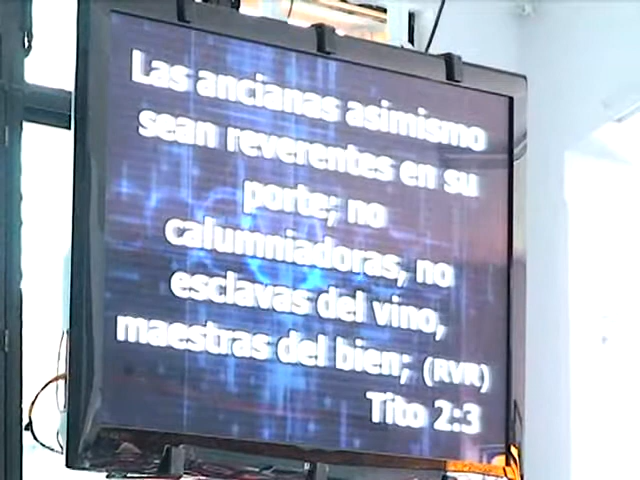 Las ancianas asimismo
sean reverentes en su
porte; no
calumniadoras, no
esclavas del vino,
maestras del bien; (RVR)
Tito 2:3